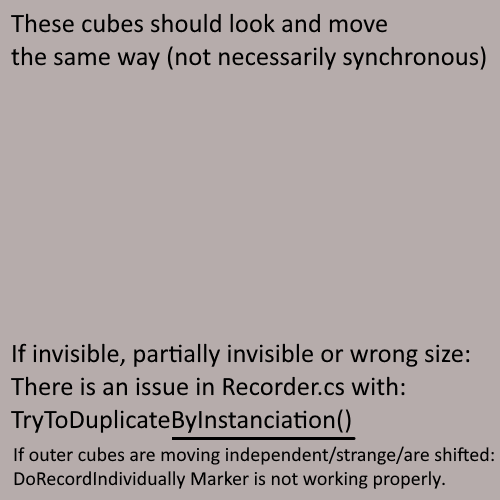 These cubes should look and move
the same way (not necessarily synchronous)
If invisible, partially invisible or wrong size:
There is an issue in Recorder.cs with:
TryToDuplicateByInstanciation()
If outer cubes are moving independent/strange/are shifted:
DoRecordIndividually Marker is not working properly.